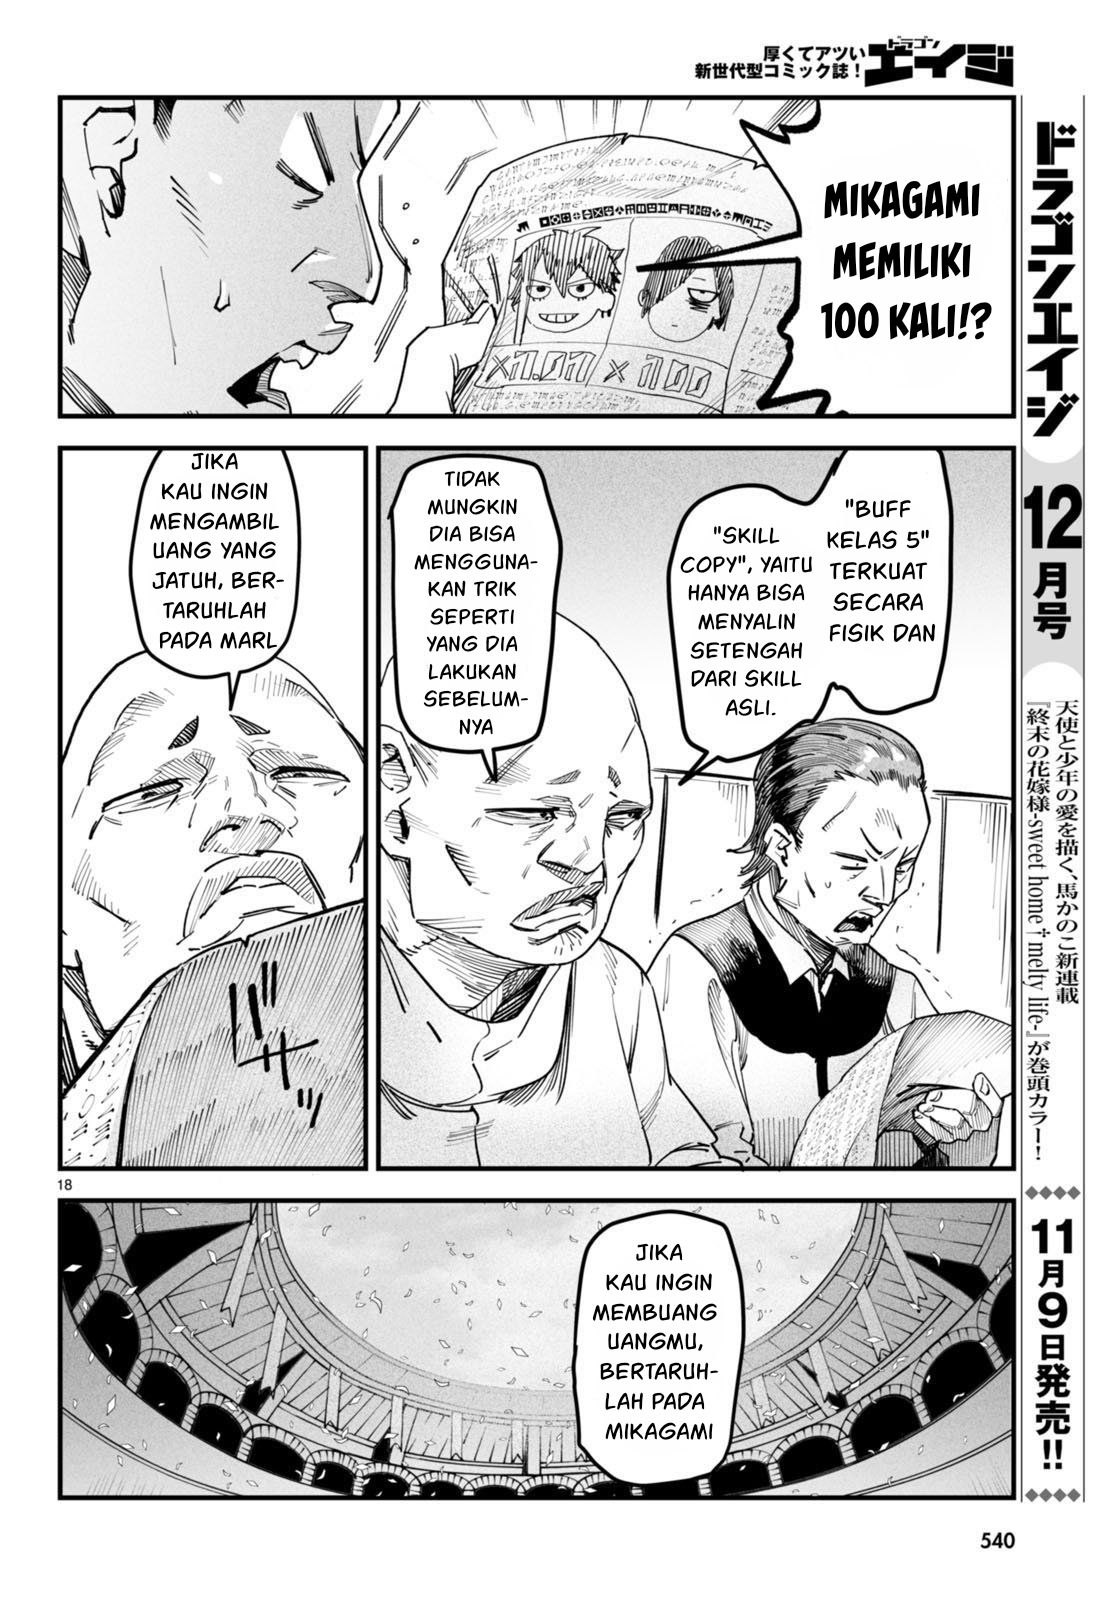 厚くてアツい
新世代型コミック誌!
ドラゴン
エイジ
MIKAGAMI
MEMILIKI
100 KALI!?
×1.01 × 100
"BUFF
KELAS 5"
TERKUAT
SECARA
FISIK DAN
"SKILL
COPY", YAITU
HANYA BISA
MENYALIN
SETENGAH
DARI SKILL
ASLI.
TIDAK
MUNGKIN
DIA BISA
MENGGUNA-
KAN TRIK
SEPERTI
YANG DIA
LAKUKAN
SEBELUM-
NYA
JIKA
KAU INGIN
MENGAMBIL
UANG YANG
JATUH, BER-
TARUHLAH
PADA MARL
18
JIKA
KAU INGIN
MEMBUANG
UANGMU,
BERTARUH-
LAH PADA
MIKAGAMI
ドラゴンエイジ
12月号
天使と少年の愛を描く、馬かのこ新連載
『終末の花嫁様-sweet home†melty life-』が巻頭カラー!
11月9日発売!!
540